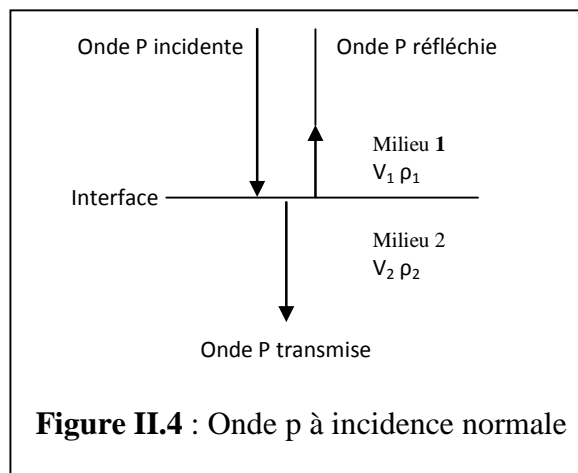 Onde P incidente
Onde P réfléchie
Milieu 1
V₁ ρ₁
Interface
Milieu 2
V₂ ρ₂
Onde P transmise
Figure II.4 : Onde p à incidence normale